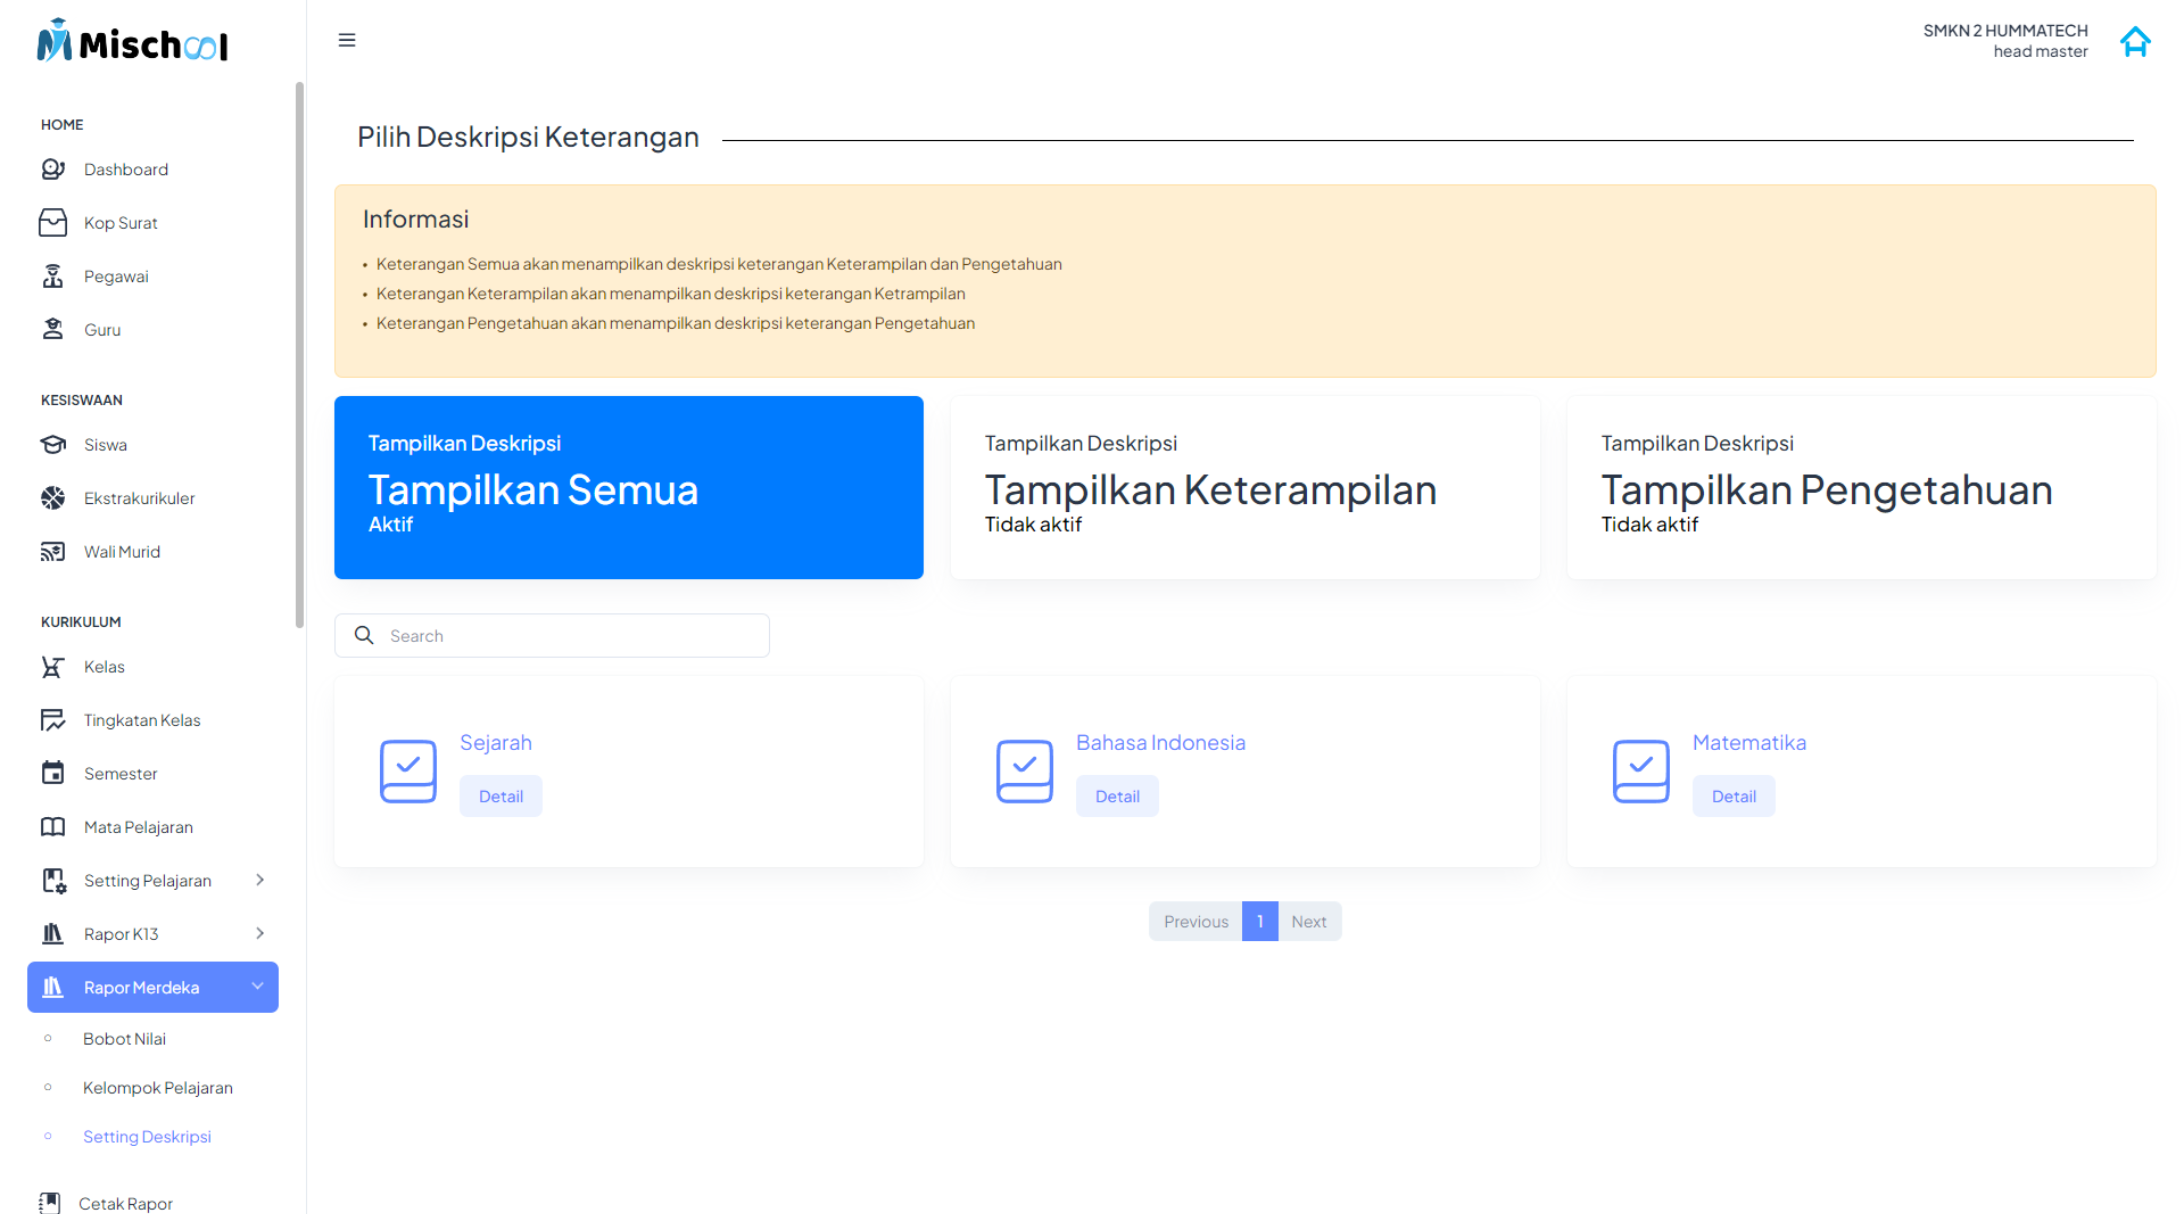 Mischool
SMKN 2 HUMMATECH
head master
HOME
Dashboard
Kop Surat
Pegawai
Guru
KESISWAAN
Siswa
Ekstrakurikuler
Wali Murid
KURIKULUM
Kelas
Tingkatan Kelas
Semester
Mata Pelajaran
Setting Pelajaran
Rapor K13
Rapor Merdeka
Bobot Nilai
Kelompok Pelajaran
Setting Deskripsi
Cetak Rapor
Pilih Deskripsi Keterangan
Informasi
• Keterangan Semua akan menampilkan deskripsi keterangan Keterampilan dan Pengetahuan
• Keterangan Keterampilan akan menampilkan deskripsi keterangan Ketrampilan
• Keterangan Pengetahuan akan menampilkan deskripsi keterangan Pengetahuan
Tampilkan Deskripsi
Tampilkan Semua
Aktif
Tampilkan Deskripsi
Tampilkan Keterampilan
Tidak aktif
Tampilkan Deskripsi
Tampilkan Pengetahuan
Tidak aktif
Search
Sejarah
Detail
Bahasa Indonesia
Detail
Matematika
Detail
Previous 1 Next